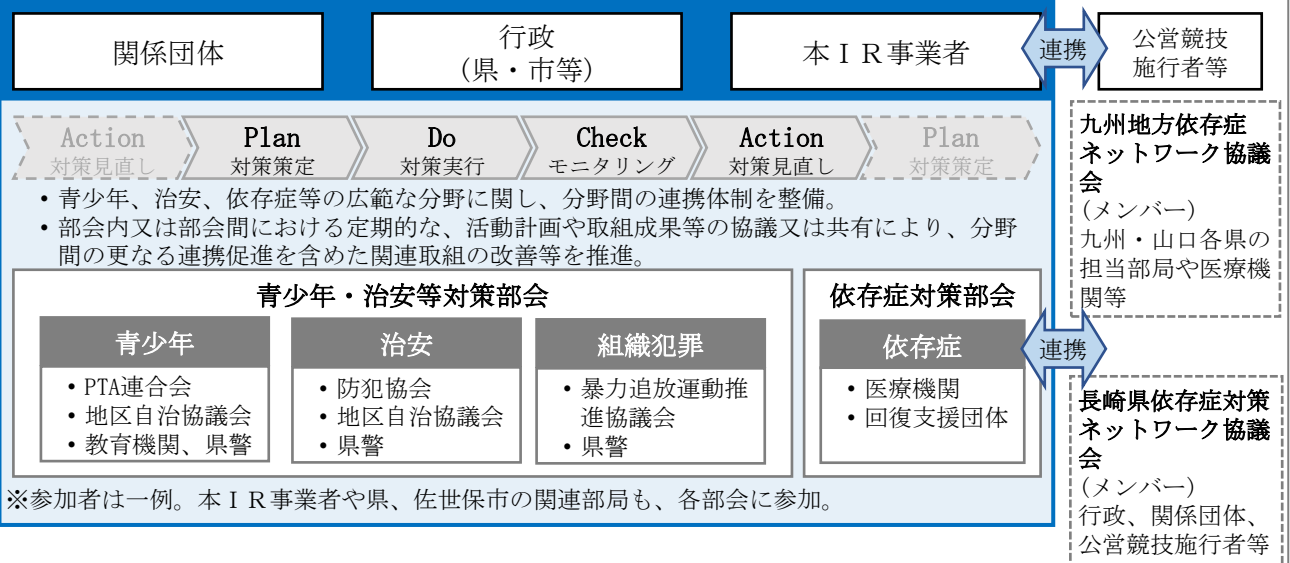 関係団体
行政
(県・市等)
本ＩＲ事業者
連携
公営競技
施行者等
Action
対策見直し
Plan
対策策定
Do
対策実行
Check
モニタリング
Action
対策見直し
Plan
対策策定
• 青少年、治安、依存症等の広範な分野に関し、分野間の連携体制を整備。
• 部会内又は部会間における定期的な、活動計画や取組成果等の協議又は共有により、分野
間の更なる連携促進を含めた関連取組の改善等を推進。
青少年・治安等対策部会
青少年
• PTA連合会
• 地区自治協議会
• 教育機関、県警
治安
• 防犯協会
• 地区自治協議会
• 県警
組織犯罪
• 暴力追放運動推
進協議会
• 県警
依存症対策部会
依存症
• 医療機関
• 回復支援団体
連携
※参加者は一例。本ＩＲ事業者や県、佐世保市の関連部局も、各部会に参加。
九州地方依存症
ネットワーク協議
会
(メンバー)
九州・山口各県の
担当部局や医療機
関等
長崎県依存症対策
ネットワーク協議
会
(メンバー)
行政、関係団体、
公営競技施行者等